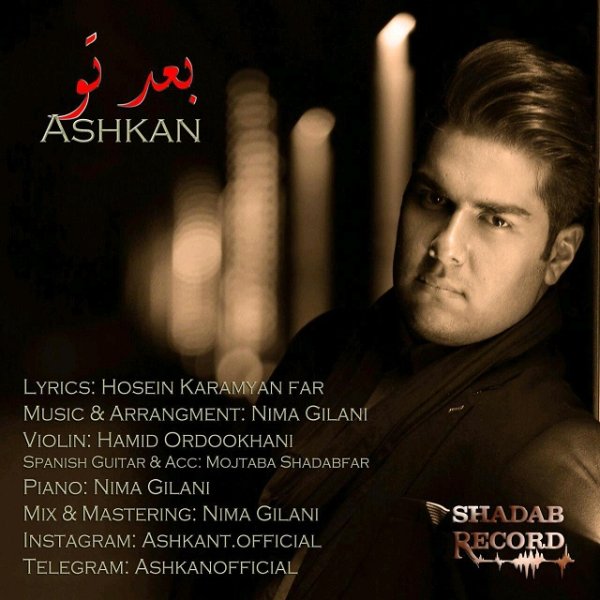 بعد تو
ASHKAN
LYRICS: HOSEIN KARAMYAN FAR
MUSIC & ARRANGMENT: NIMA GILANI
VIOLIN: HAMID ORDOOKHANI
SPANISH GUITAR & ACC: MOJTABA SHADABFAR
PIANO: NIMA GILANI
MIX & MASTERING: NIMA GILANI
INSTAGRAM: ASHKANT.OFFICIAL
TELEGRAM: ASHKANOFFICIAL
SHADAB
RECORD